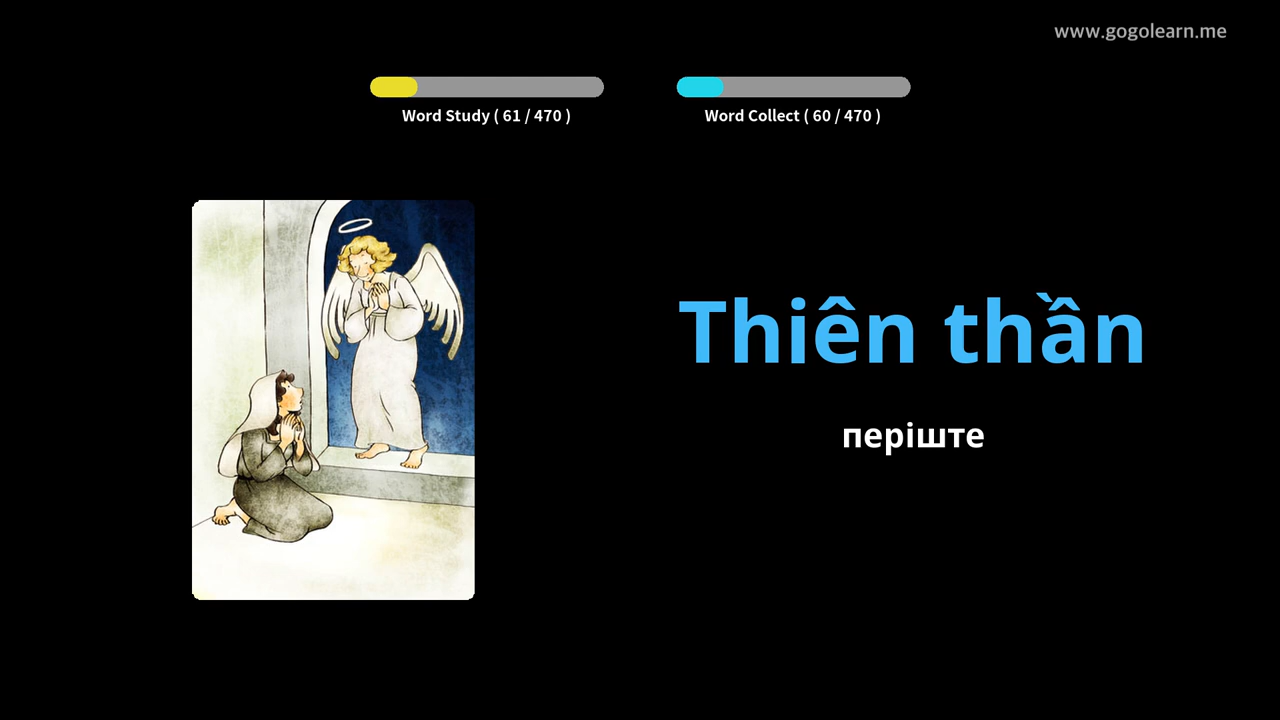 www.gogolearn.me
Word Study ( 61 / 470 )
Word Collect ( 60 / 470 )
Thiên thần
періште